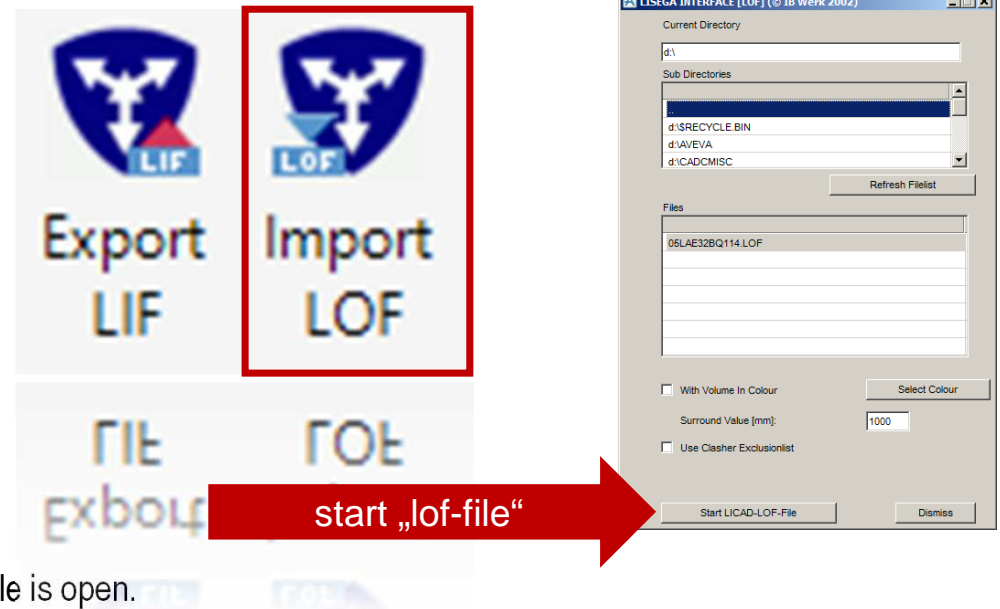 LIF
LOF
Export
LIF
Import
LOF
start „lof-file“
le is open.
LISEGA INTERFACE [LOF] (© IB Werk 2002)
Current Directory
d:\
Sub Directories
..
d:\$RECYCLE.BIN
d:\AVEVA
d:\CADCMISC
Refresh Filelist
Files
05LAE32BQ114.LOF
With Volume In Colour
Select Colour
Surround Value [mm]:
1000
Use Clasher Exclusionlist
Start LICAD-LOF-File
Dismiss